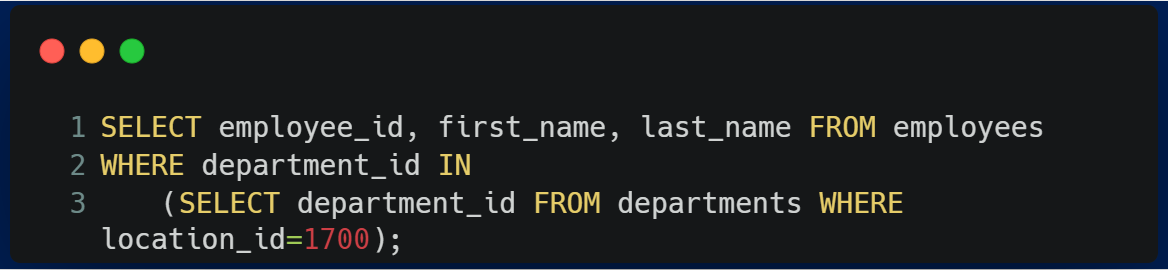 1 SELECT employee_id, first_name, last_name FROM employees
2 WHERE department_id IN
3 (SELECT department_id FROM departments WHERE
location_id=1700);